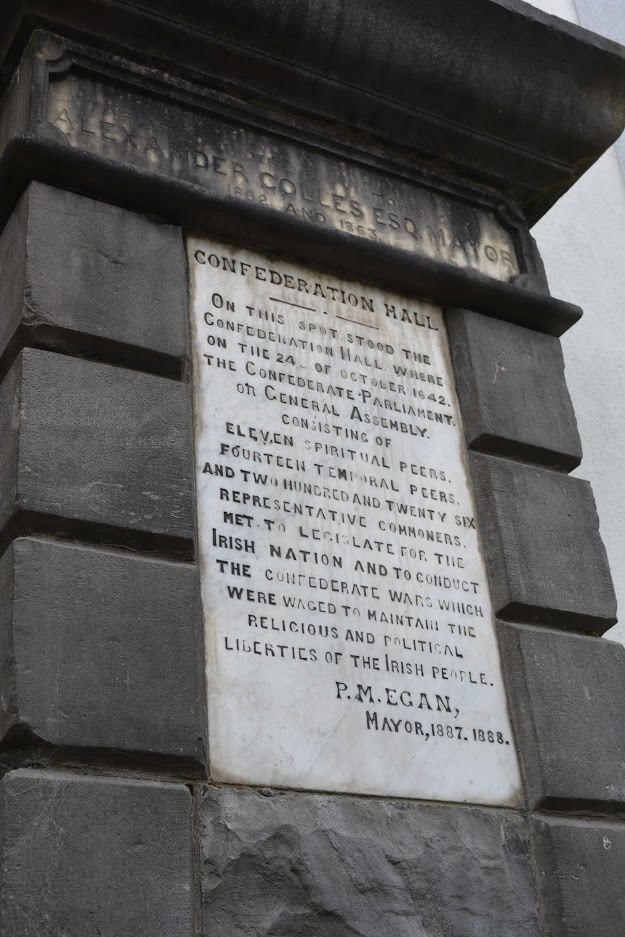 ALEXANDER COLLES ESQ. MAYOR
1862. AND 1863.
CONFEDERATION HALL
ON THIS SPOT STOOD THE
CONFEDERATION HALL WHERE
ON THE 24TH OF OCTOBER 1642.
THE CONFEDERATE PARLIAMENT.
OR GENERAL ASSEMBLY.
CONSISTING OF
ELEVEN SPIRITUAL PEERS.
FOURTEEN TEMPORAL PEERS.
AND TWO HUNDRED AND TWENTY SIX
REPRESENTATIVE COMMONERS.
MET. TO LEGISLATE FOR THE
IRISH NATION AND TO CONDUCT
THE CONFEDERATE WARS WHICH
WERE WAGED TO MAINTAIN THE
RELIGIOUS AND POLITICAL
LIBERTIES OF THE IRISH PEOPLE.
P.M.EGAN,
MAYOR, 1887. 1888.